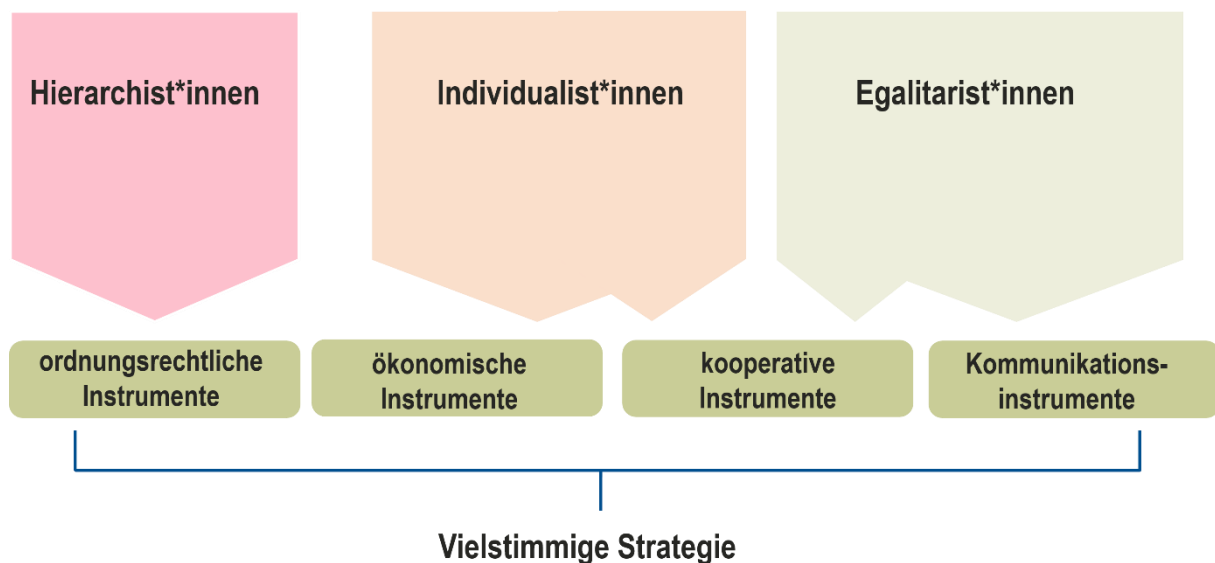 Hierarchist*innen
Individualist*innen
Egalitarist*innen
ordnungsrechtliche
Instrumente
ökonomische
Instrumente
kooperative
Instrumente
Kommunikations-
instrumente
Vielstimmige Strategie